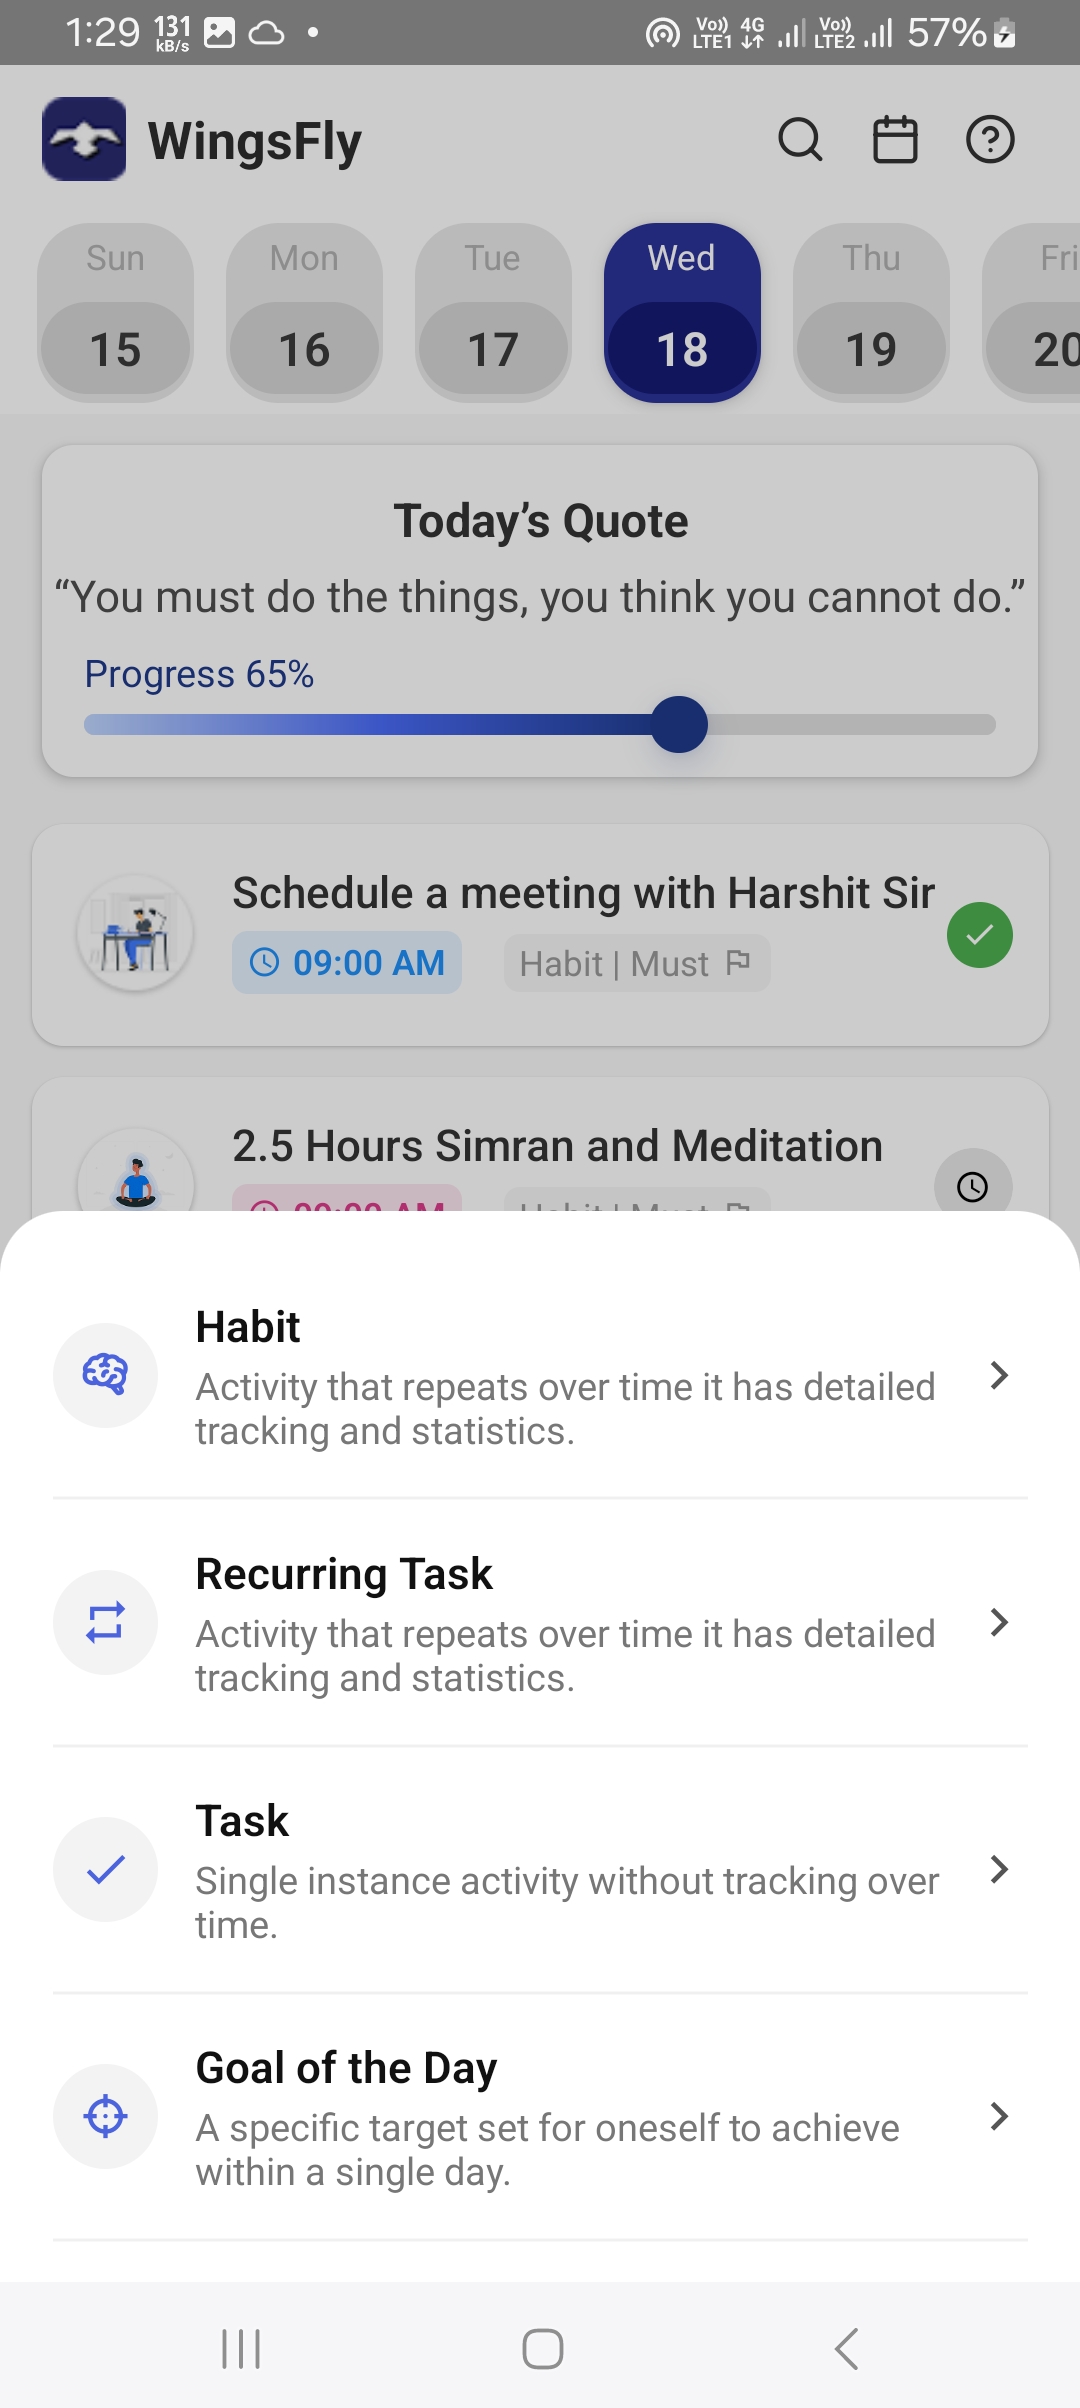 1:29 131 kB/s Vo)) LTE1 4G Vo)) LTE2 57%
WingsFly
Sun Mon Tue Wed Thu Fri
15 16 17 18 19 20
Today’s Quote
“You must do the things, you think you cannot do.”
Progress 65%
Schedule a meeting with Harshit Sir
09:00 AM Habit | Must
2.5 Hours Simran and Meditation
09:00 AM Habit | Must
Habit
Activity that repeats over time it has detailed
tracking and statistics.
Recurring Task
Activity that repeats over time it has detailed
tracking and statistics.
Task
Single instance activity without tracking over
time.
Goal of the Day
A specific target set for oneself to achieve
within a single day.